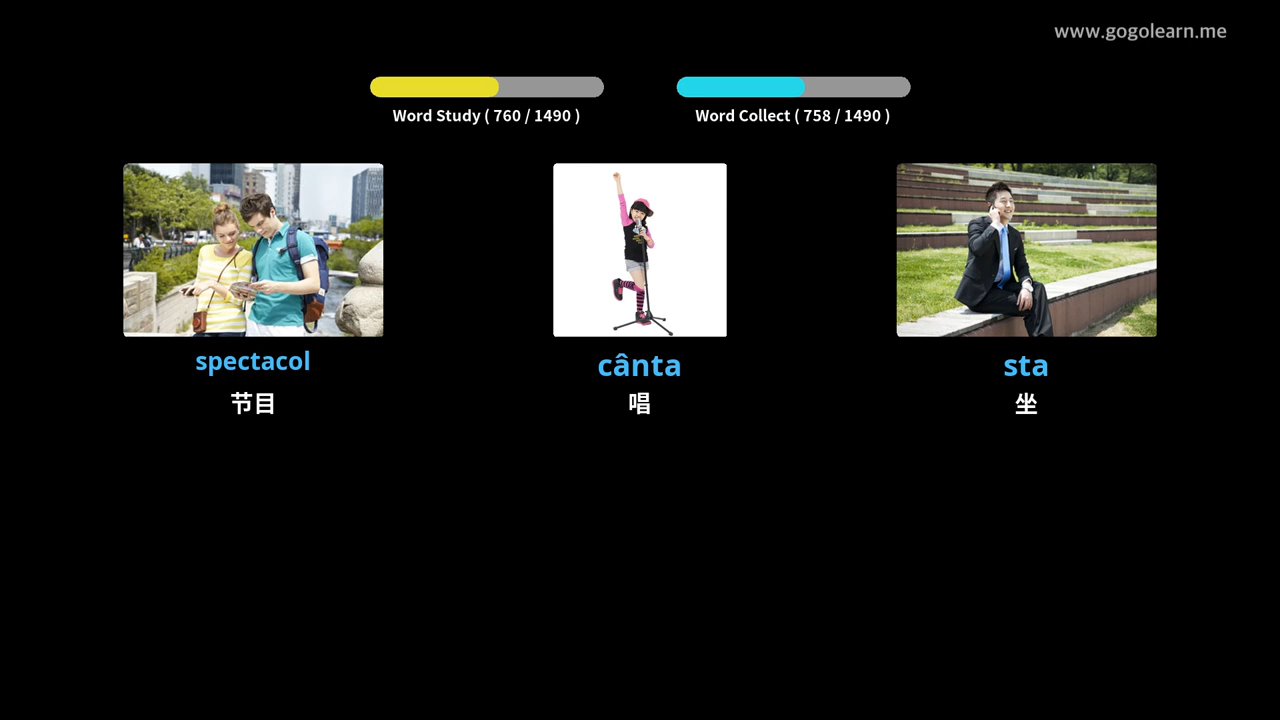 www.gogolearn.me
Word Study ( 760 / 1490 )
Word Collect ( 758 / 1490 )
spectacol
cânta
sta
节目
唱
坐